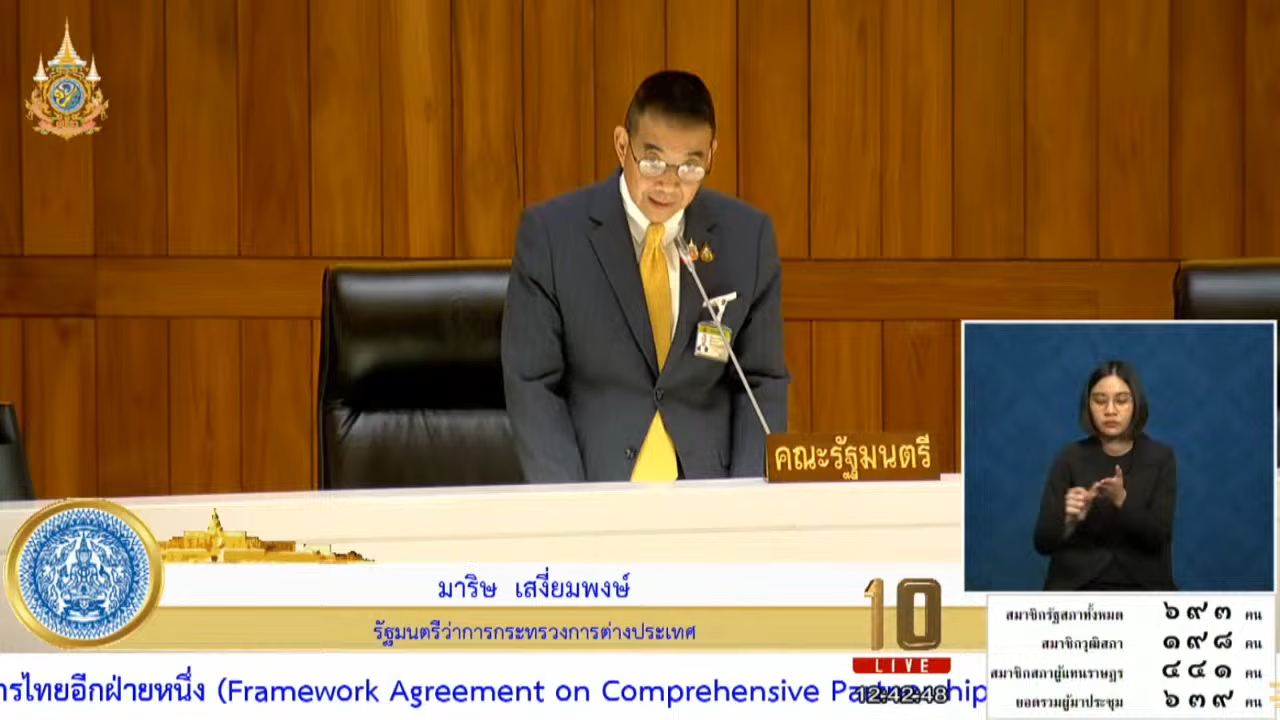 คณะรัฐมนตรี
มาริษ เสงี่ยมพงษ์
รัฐมนตรีว่าการกระทรวงการต่างประเทศ
10
LIVE
12:42:48
ารไทยอีกฝ่ายหนึ่ง (Framework Agreement on Comprehensive Partnership
สมาชิกรัฐสภาทั้งหมด ๖๙๓ คน
สมาชิกวุฒิสภา ๑๙๘ คน
สมาชิกสภาผู้แทนราษฎร ๔๔๑ คน
ยอดรวมผู้มาประชุม ๖๓๙ คน